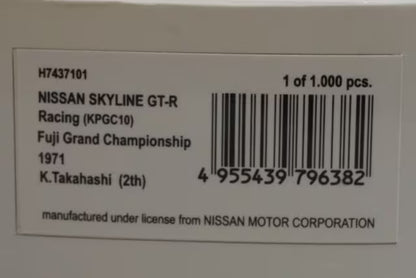 H7437101
1 of 1.000 pcs.
NISSAN SKYLINE GT-R
Racing (KPGC10)
Fuji Grand Championship
1971
K.Takahashi (2th)
4 955439 796382
manufactured under license from NISSAN MOTOR CORPORATION